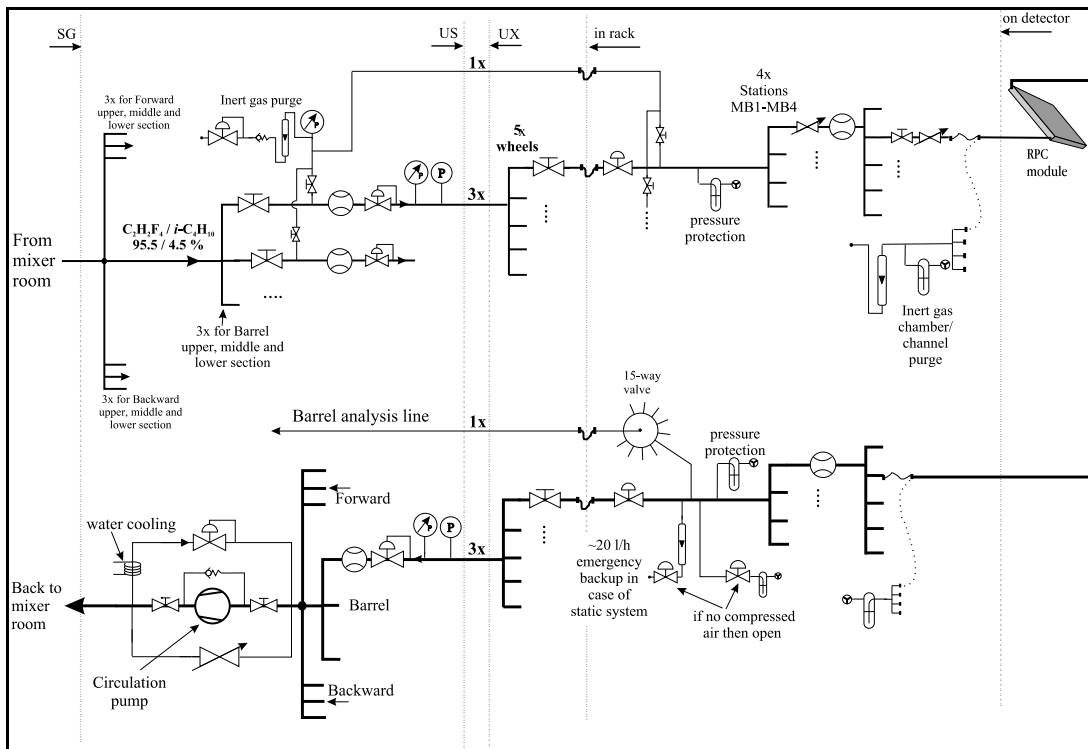 on detector
SG
US
UX
in rack
1x
3x for Forward
upper, middle and
lower section
Inert gas purge
P
4x
Stations
MB1-MB4
5x
wheels
RPC
module
P
P
3x
pressure
protection
C₂H₂F₄ / i-C₄H₁₀
95.5 / 4.5 %
From
mixer
room
....
3x for Barrel
upper, middle and
lower section
Inert gas
chamber/
channel
purge
3x for Backward
upper, middle and
lower section
15-way
valve
Barrel analysis line
1x
pressure
protection
Forward
water cooling
P
P
3x
~20 l/h
emergency
backup in
case of
static system
Back to
mixer
room
Barrel
if no compressed
air then open
Circulation
pump
Backward